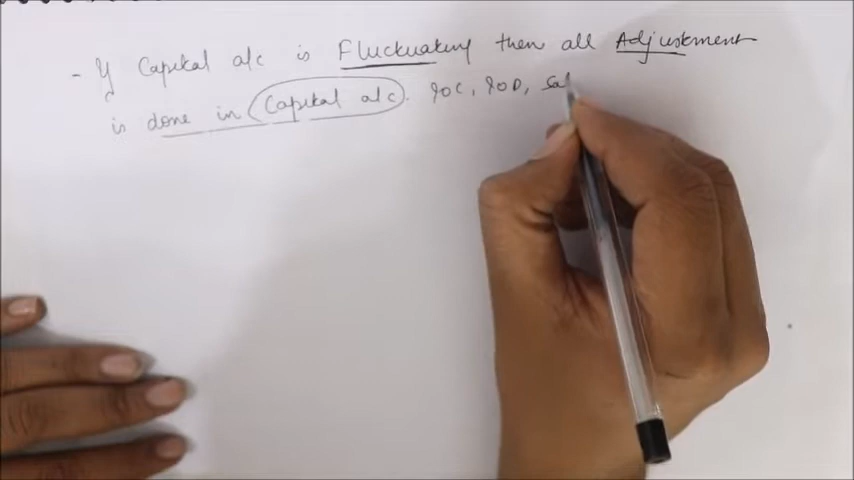 - If Capital a/c is Fluctuating then all Adjustment
is done in Capital a/c. IOC, IOD, Sal